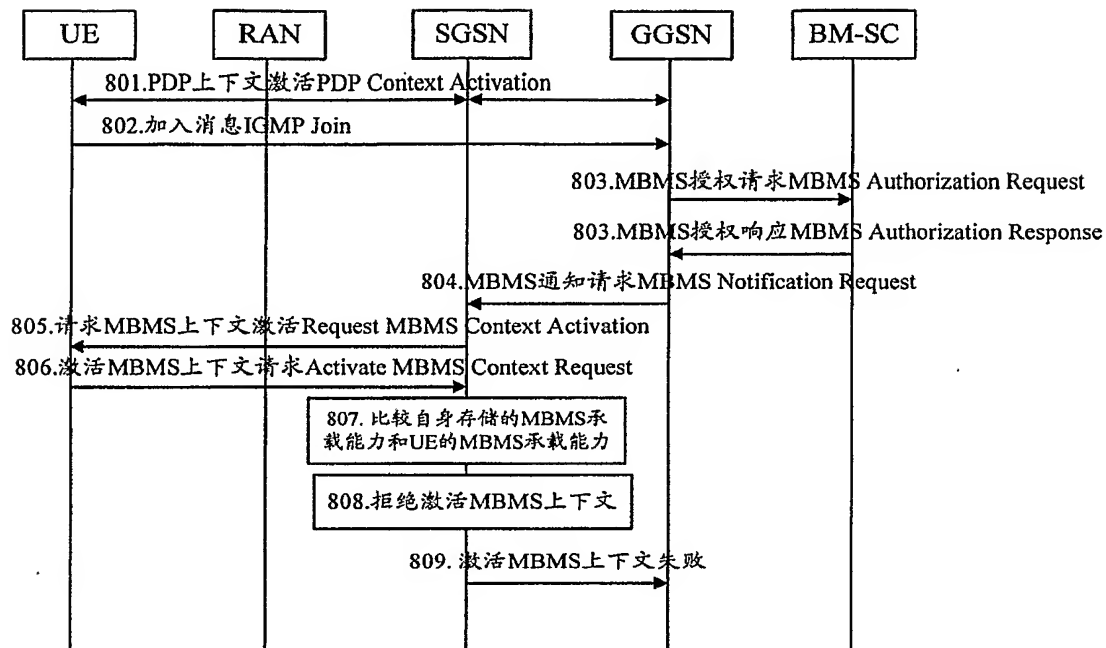 UE RAN SGSN GGSN BM-SC
801.PDP上下文激活PDP Context Activation
802.加入消息IGMP Join
803.MBMS授权请求MBMS Authorization Request
803.MBMS授权响应MBMS Authorization Response
804.MBMS通知请求MBMS Notification Request
805.请求MBMS上下文激活Request MBMS Context Activation
806.激活MBMS上下文请求Activate MBMS Context Request
807. 比较自身存储的MBMS承
载能力和UE的MBMS承载能力
808.拒绝激活MBMS上下文
809. 激活MBMS上下文失败